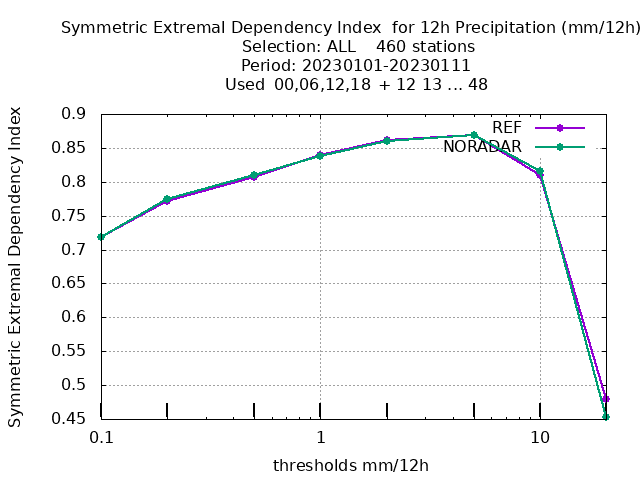 Symmetric Extremal Dependency Index  for 12h Precipitation (mm/12h)
Selection: ALL    460 stations
Period: 20230101-20230111
Used  00,06,12,18  + 12 13 ... 48
Symmetric Extremal Dependency Index
0.9
0.85
0.8
0.75
0.7
0.65
0.6
0.55
0.5
0.45
REF
NORADAR
0.1 1 10
thresholds mm/12h